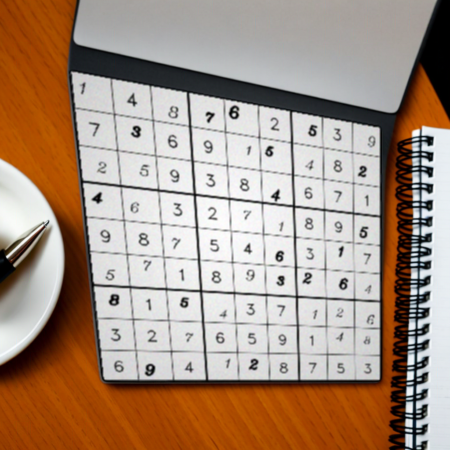 1 4 8 7 6 2 5 3 9
7 3 6 9 1 5 4 8 2
2 5 9 3 8 4 6 7 1
4 6 3 2 7 1 8 9 5
9 8 7 5 4 6 3 1 7
5 7 1 8 9 3 2 6 4
8 1 5 4 3 7 1 2 6
3 2 7 6 5 9 1 4 8
6 9 4 1 2 8 7 5 3